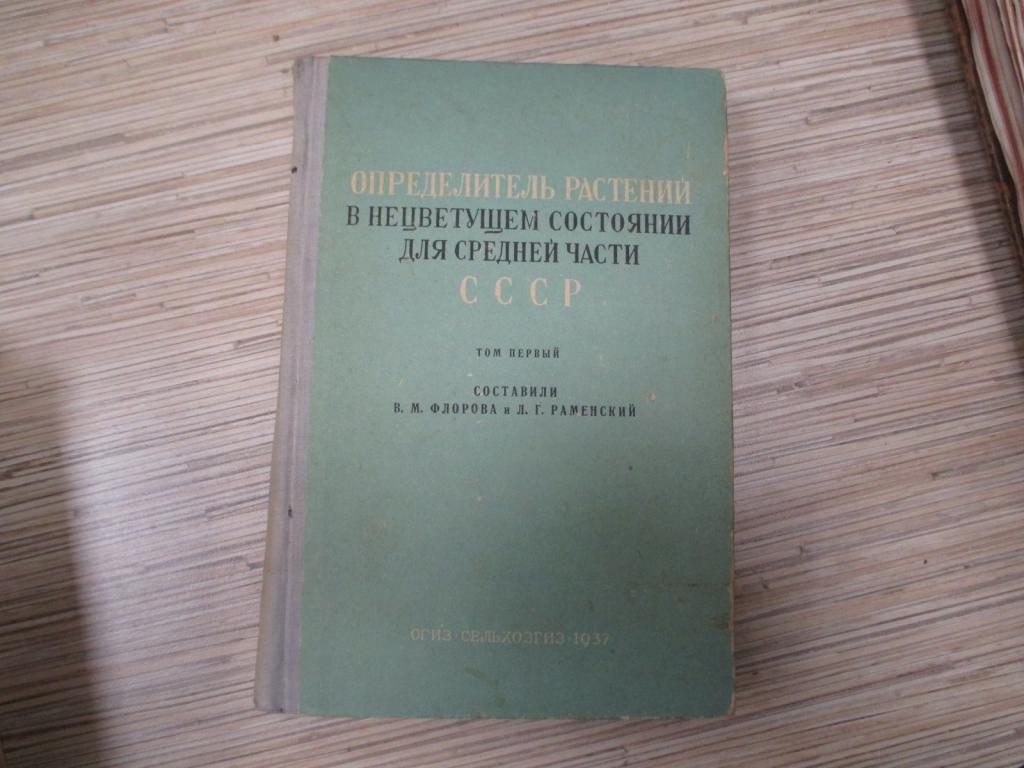 ОПРЕДЕЛИТЕЛЬ РАСТЕНИЙ
В НЕЦВЕТУЩЕМ СОСТОЯНИИ
ДЛЯ СРЕДНЕЙ ЧАСТИ
СССР
ТОМ ПЕРВЫЙ
СОСТАВИЛИ
В. М. ФЛОРОВА и Л. Г. РАМЕНСКИЙ
ОГИЗ · СЕЛЬХОЗГИЗ · 1937